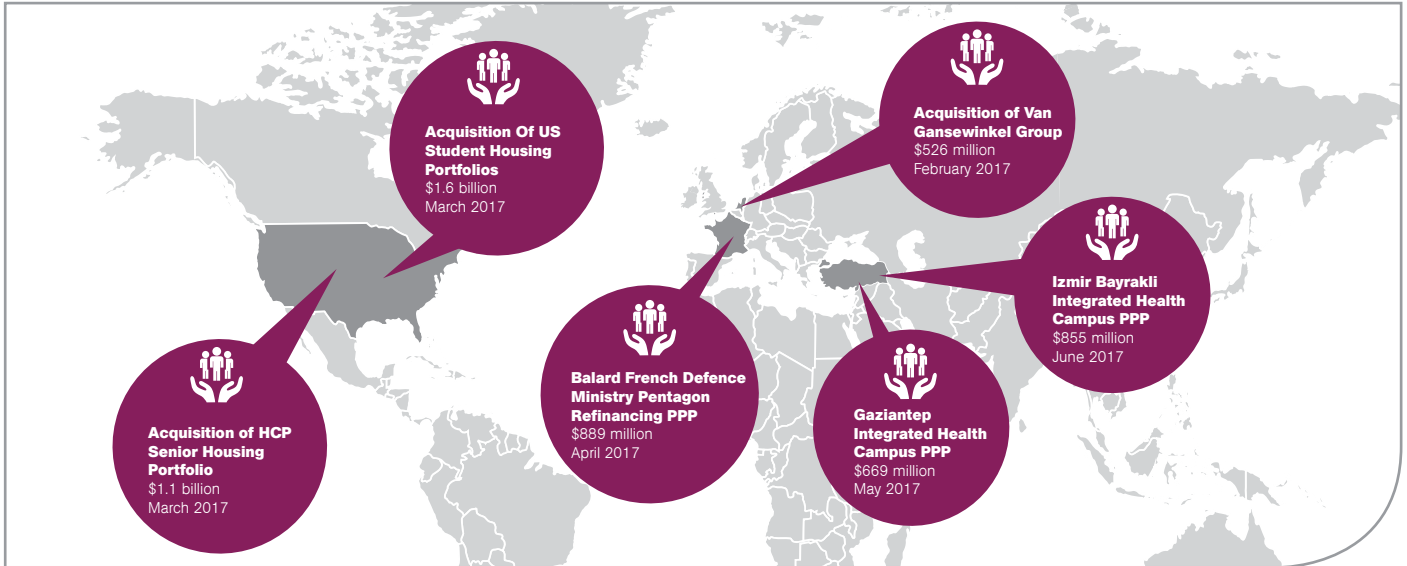 Acquisition Of US
Student Housing
Portfolios
$1.6 billion
March 2017
Acquisition of Van
Gansewinkel Group
$526 million
February 2017
Izmir Bayrakli
Integrated Health
Campus PPP
$855 million
June 2017
Balard French Defence
Ministry Pentagon
Refinancing PPP
$889 million
April 2017
Gaziantep
Integrated Health
Campus PPP
$669 million
May 2017
Acquisition of HCP
Senior Housing
Portfolio
$1.1 billion
March 2017